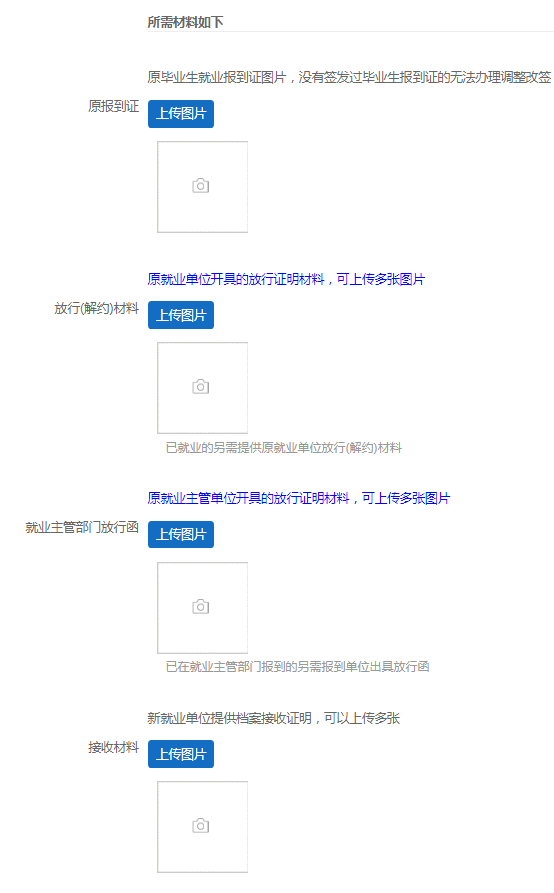 所需材料如下
原毕业生就业报到证图片，没有签发过毕业生报到证的无法办理调整改签
原报到证
上传图片
原就业单位开具的放行证明材料，可上传多张图片
放行(解约)材料
上传图片
已就业的另需提供原就业单位放行(解约)材料
原就业主管单位开具的放行证明材料，可上传多张图片
就业主管部门放行函
上传图片
已在就业主管部门报到的另需报到单位出具放行函
新就业单位提供档案接收证明，可以上传多张
接收材料
上传图片